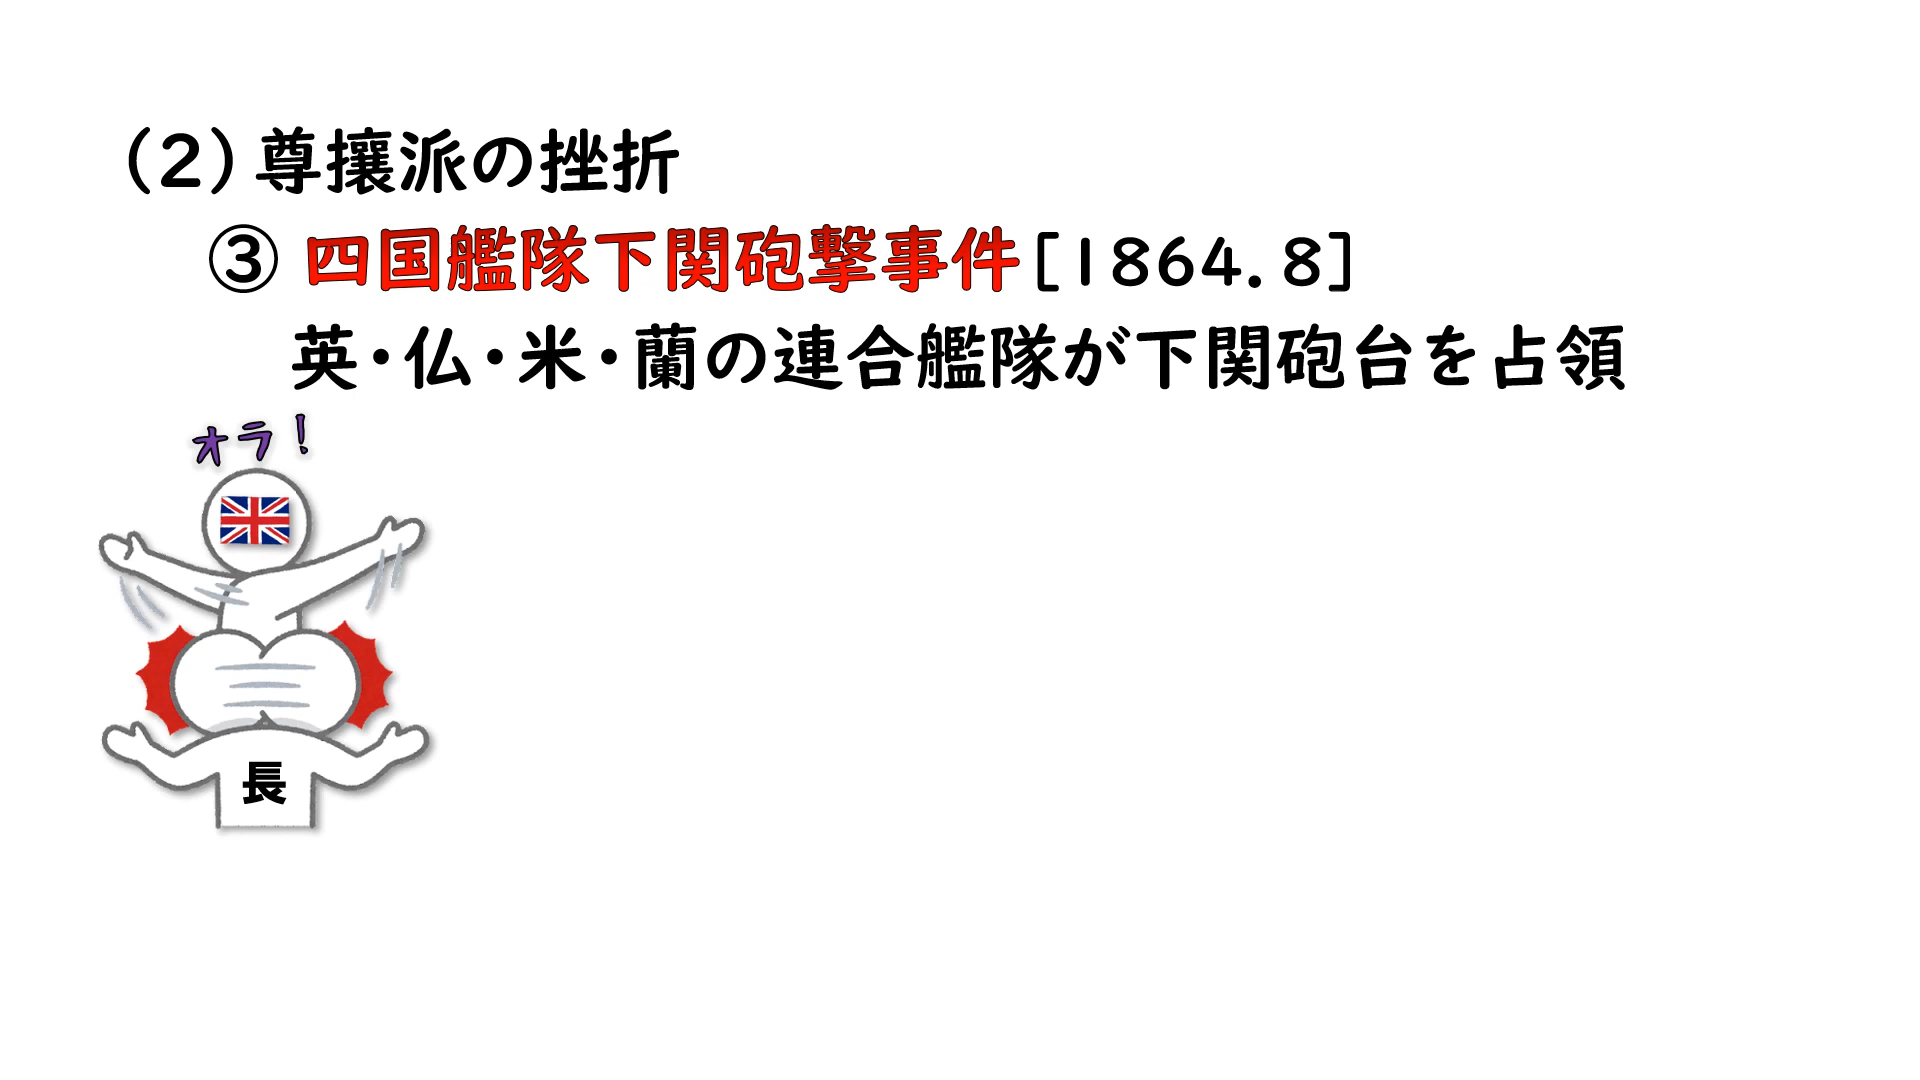 (2)尊攘派の挫折
③ 四国艦隊下関砲撃事件[1864.8]
英・仏・米・蘭の連合艦隊が下関砲台を占領
オラ!
長